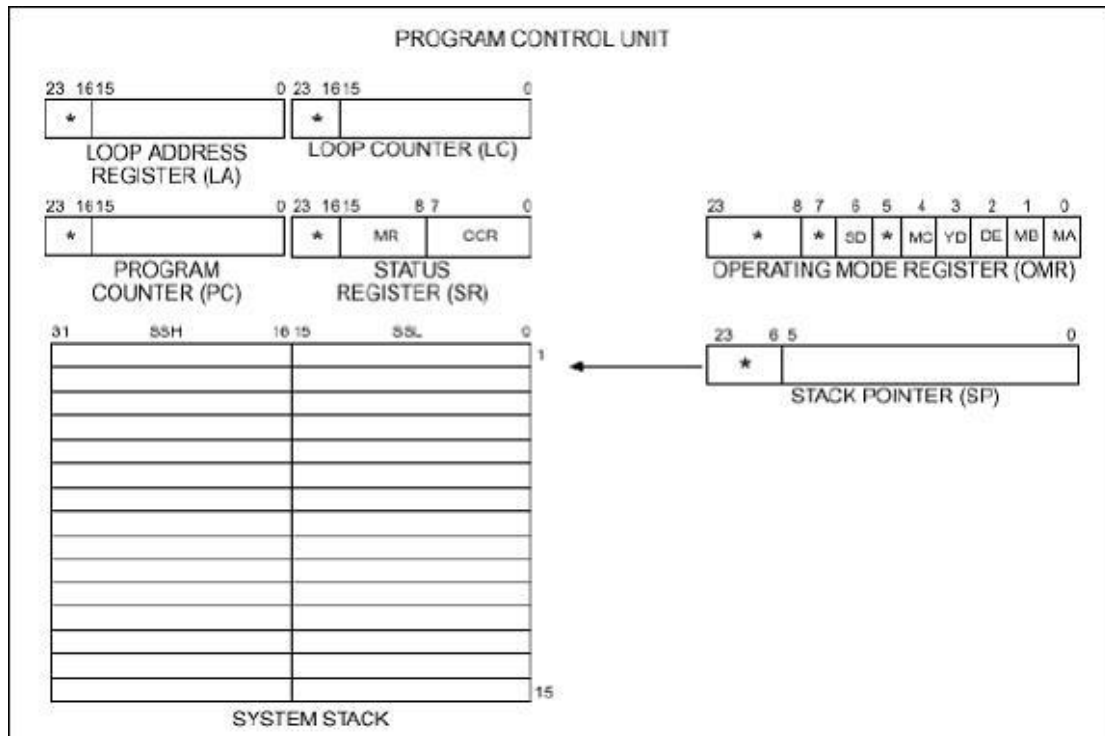 PROGRAM CONTROL UNIT
23 16 15 0 23 16 15 0
* *
LOOP ADDRESS
REGISTER (LA)
LOOP COUNTER (LC)
23 16 15 0 23 16 15 8 7 0
* * MR CCR
PROGRAM
COUNTER (PC)
STATUS
REGISTER (SR)
23 8 7 6 5 4 3 2 1 0
* * SD * MC YD DE MB MA
OPERATING MODE REGISTER (OMR)
31 SSH 16 15 SSL 0
1
23 6 5 0
*
STACK POINTER (SP)
15
SYSTEM STACK